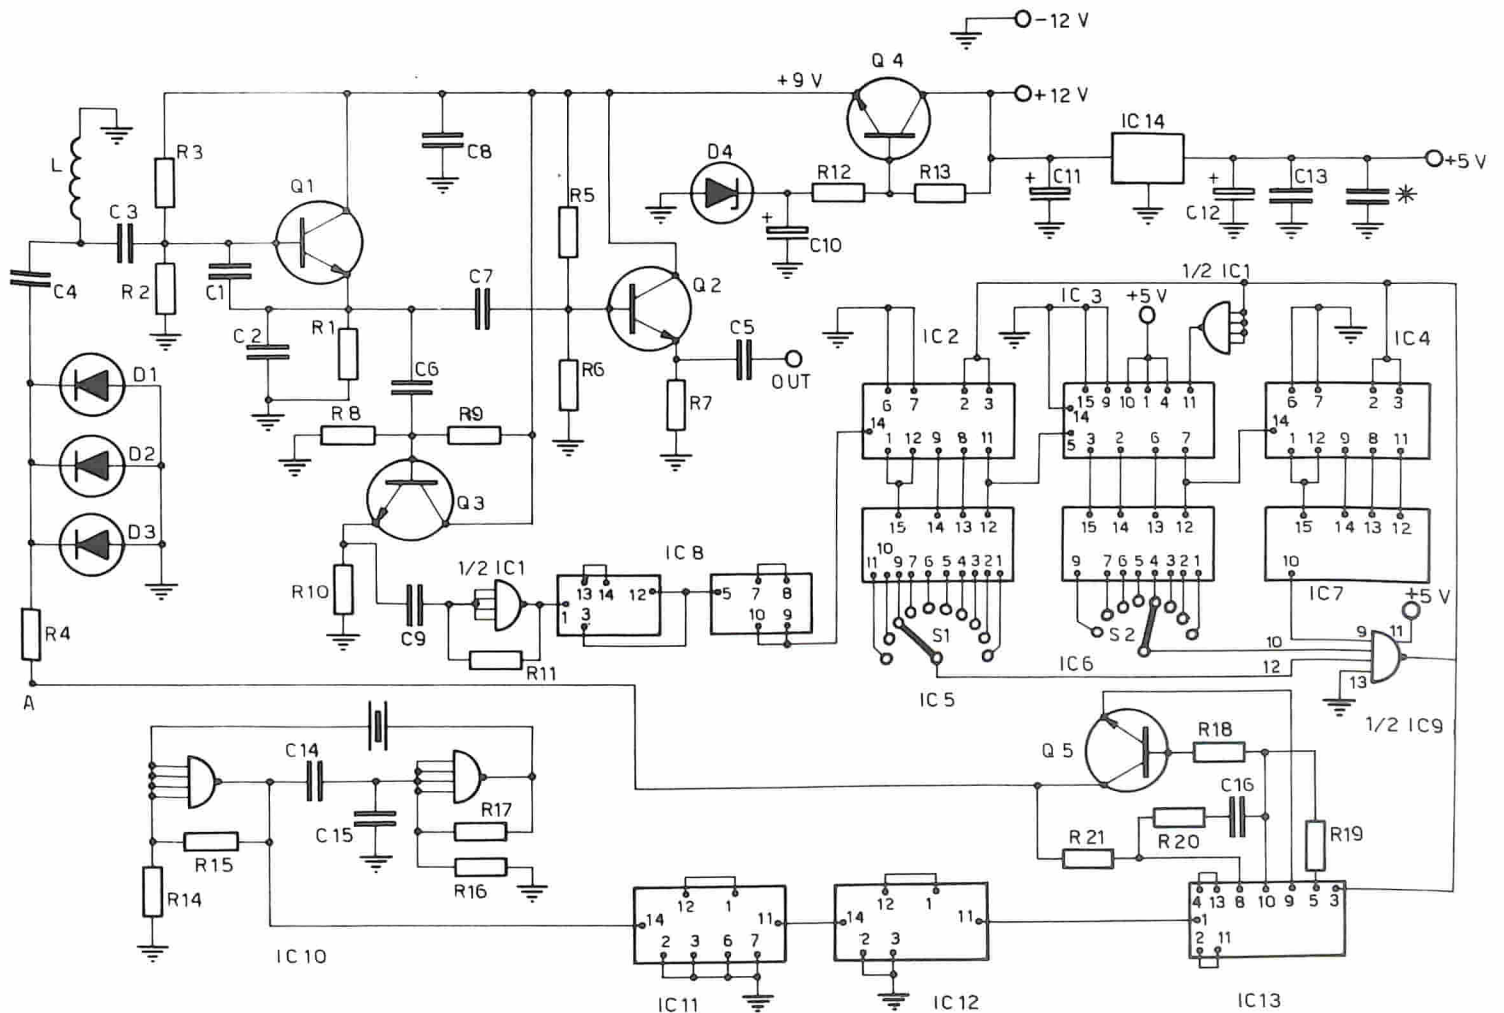 -12 V
Q 4
+9 V
+12 V
IC 14
R3
L
C8
Q1
D4
R12
R13
C11
C13
+5 V
+
+
C12
*
C 3
R5
+
C10
C4
R2
C1
C7
Q2
1/2 IC1
IC 3
+5 V
C 2
R1
C5
IC 2
IC 4
C6
R6
OUT
D1
R7
6 7 2 3
15 9 10 1 4 11
6 7 2 3
R 8
R9
14
14
5
14
1 12 9 8 11
3 2 6 7
1 12 9 8 11
D2
Q 3
15 14 13 12
15 14 13 12
15 14 13 12
D3
1/2 IC1
IC 8
10
11 9 7 6 5 4 3 2 1
9 7 6 5 4 3 2 1
10
R10
13 14 12
5 7 8
IC7
+5 V
1 3
10 9
R4
C9
S1
S 2
9 11
10
R11
IC6
12
13
A
IC 5
1/2 IC9
C14
Q 5
R18
R17
C15
C16
R15
R21
R 20
R19
R16
R14
12 1
12 1
4 13 8 10 9 5 3
14 11
14 11
1
2 3 6 7
2 3
2 11
IC 10
IC 11
IC 12
IC13